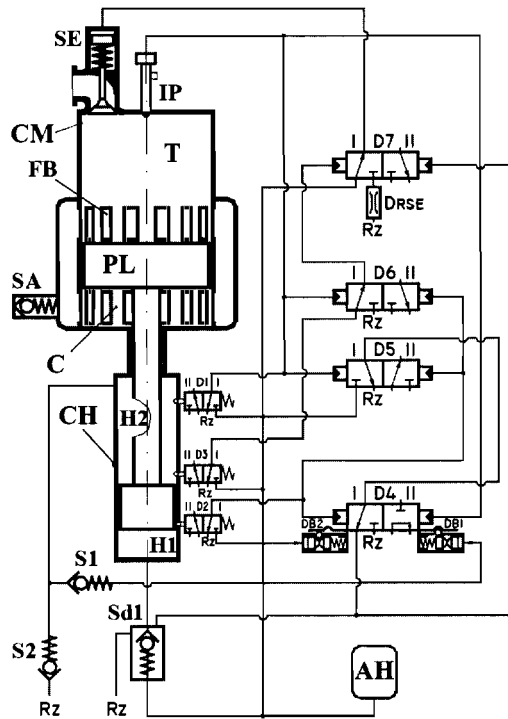 SE
IP
CM
T
I D7 II
FB
DRSE
Rz
PL
SA
I D6 II
Rz
C
I D5 II
Rz
CH
H2
II D1 I
Rz
II D3 I
Rz
II D2 I
Rz
H1
I D4 II
DB2
DB1
Rz
S1
Sd1
S2
AH
Rz
Rz